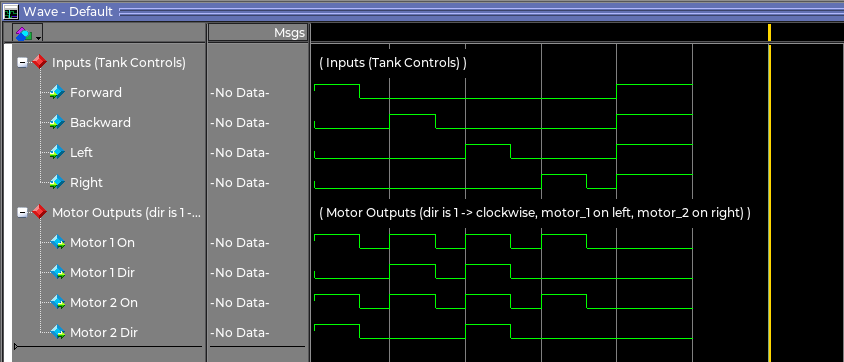 Wave - Default
Msgs
Inputs (Tank Controls)
( Inputs (Tank Controls) )
Forward
-No Data-
Backward
-No Data-
Left
-No Data-
Right
-No Data-
Motor Outputs (dir is 1 -...
( Motor Outputs (dir is 1 -> clockwise, motor_1 on left, motor_2 on right) )
Motor 1 On
-No Data-
Motor 1 Dir
-No Data-
Motor 2 On
-No Data-
Motor 2 Dir
-No Data-